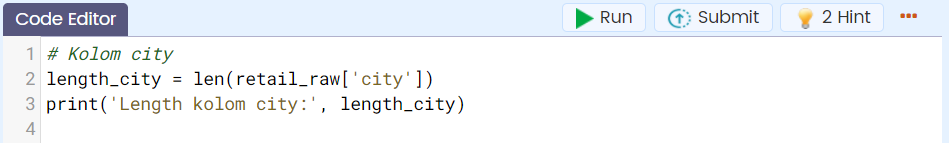 Code Editor Run Submit 2 Hint
1 # Kolom city
2 length_city = len(retail_raw['city'])
3 print('Length kolom city:', length_city)
4